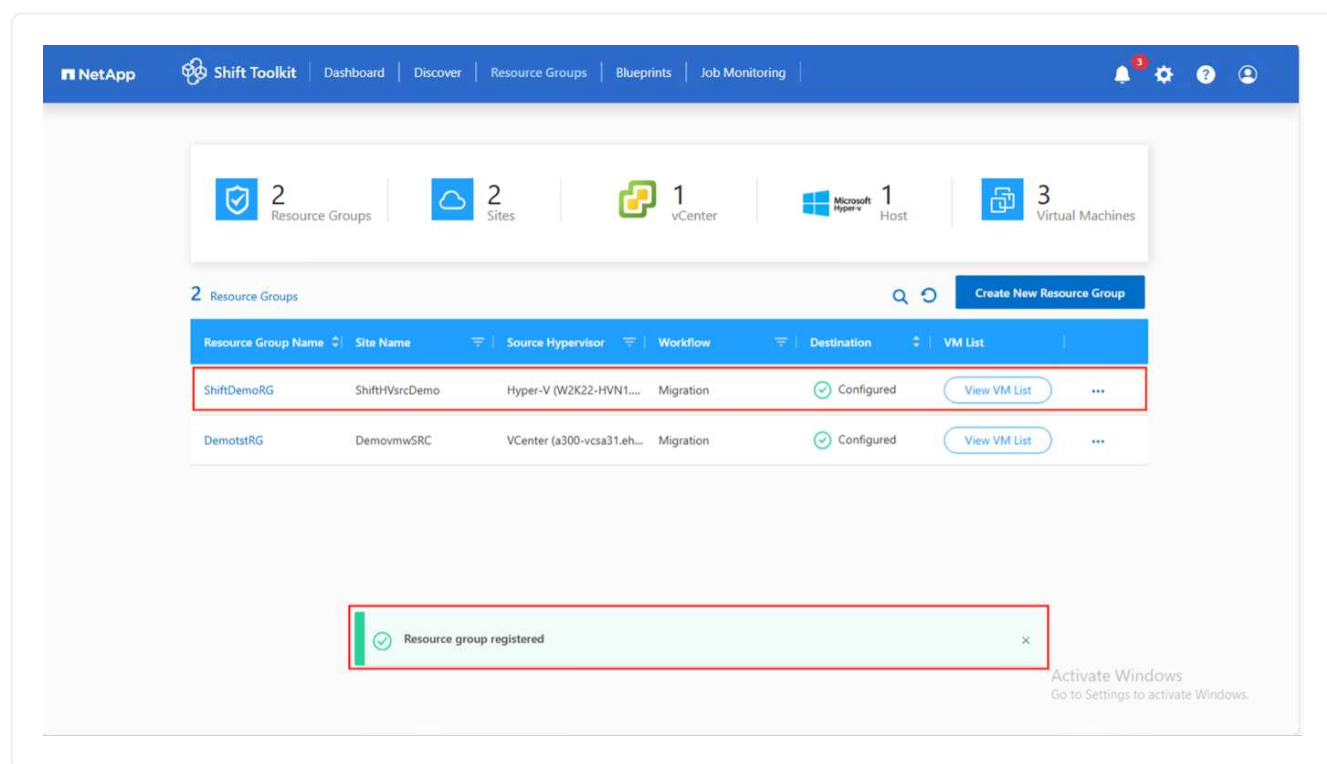 NetApp Shift Toolkit Dashboard Discover Resource Groups Blueprints Job Monitoring 3
2 Resource Groups
2 Sites
1 vCenter
Microsoft Hyper-v 1 Host
3 Virtual Machines
2 Resource Groups Create New Resource Group
Resource Group Name Site Name Source Hypervisor Workflow Destination VM List
ShiftDemoRG ShiftHVsrcDemo Hyper-V (W2K22-HVN1.... Migration Configured View VM List ...
DemotstRG DemovmwSRC VCenter (a300-vcsa31.eh... Migration Configured View VM List ...
Resource group registered ×
Activate Windows
Go to Settings to activate Windows.